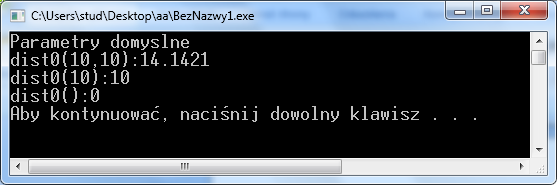 C:\Users\stud\Desktop\aa\BezNazwy1.exe
Parametry domyslne
dist0(10,10):14.1421
dist0(10):10
dist0():0
Aby kontynuować, naciśnij dowolny klawisz . . .